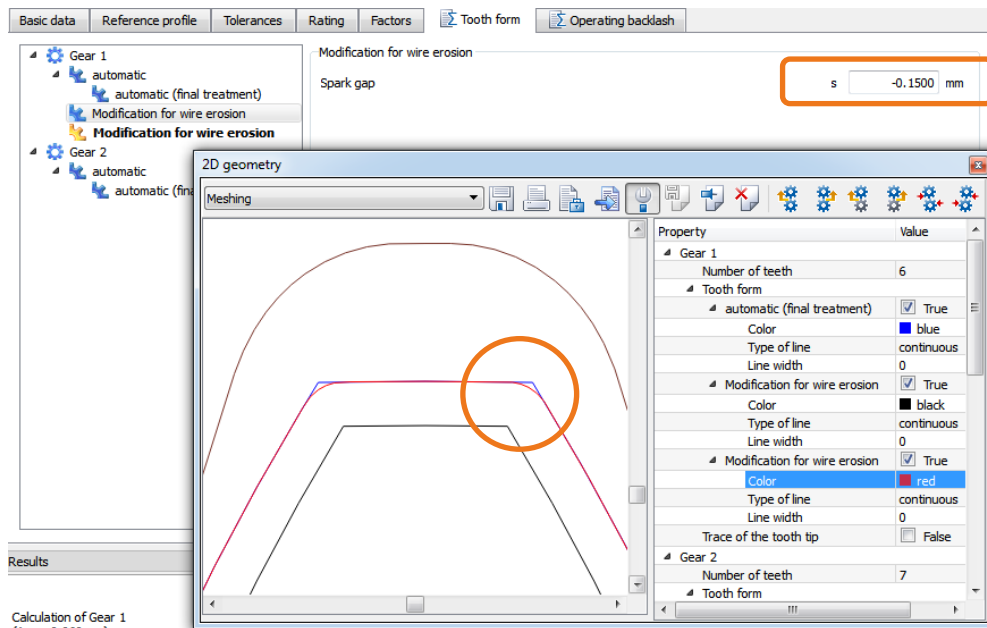 Basic data Reference profile Tolerances Rating Factors Tooth form Operating backlash
Gear 1
automatic
automatic (final treatment)
Modification for wire erosion
Modification for wire erosion
Gear 2
automatic
automatic (fin
Modification for wire erosion
Spark gap s -0.1500 mm
2D geometry
Meshing
Property Value
Gear 1
Number of teeth 6
Tooth form
automatic (final treatment) True
Color blue
Type of line continuous
Line width 0
Modification for wire erosion True
Color black
Type of line continuous
Line width 0
Modification for wire erosion True
Color red
Type of line continuous
Line width 0
Trace of the tooth tip False
Gear 2
Number of teeth 7
Tooth form
Results
Calculation of Gear 1